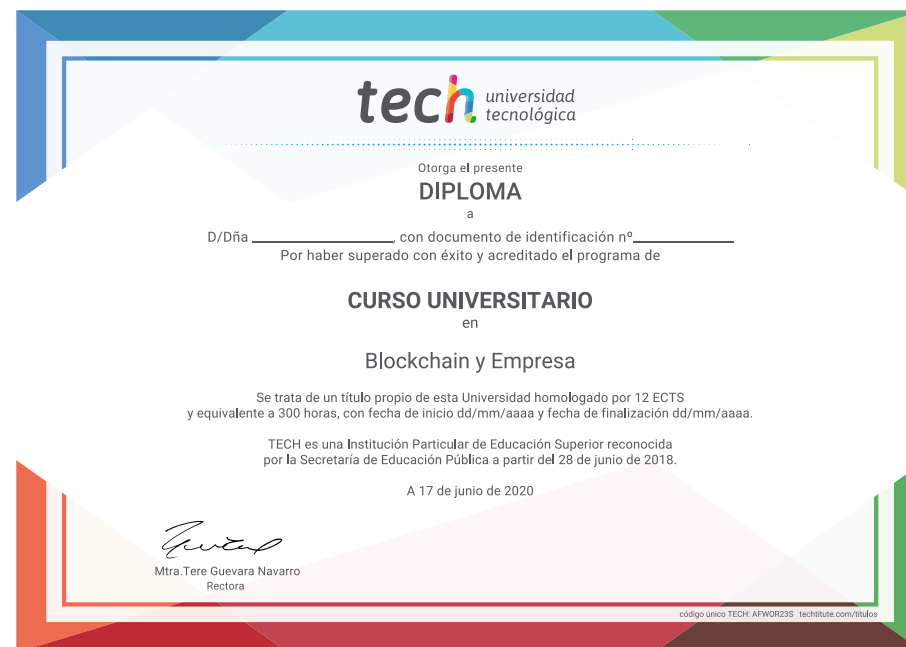 tech universidad
tecnológica
Otorga el presente
DIPLOMA
a
D/Dña ____________________, con documento de identificación nº______________
Por haber superado con éxito y acreditado el programa de
CURSO UNIVERSITARIO
en
Blockchain y Empresa
Se trata de un título propio de esta Universidad homologado por 12 ECTS
y equivalente a 300 horas, con fecha de inicio dd/mm/aaaa y fecha de finalización dd/mm/aaaa.
TECH es una Institución Particular de Educación Superior reconocida
por la Secretaría de Educación Pública a partir del 28 de junio de 2018.
A 17 de junio de 2020
Mtra.Tere Guevara Navarro
Rectora
código único TECH: AFWOR23S techtitute.com/titulos